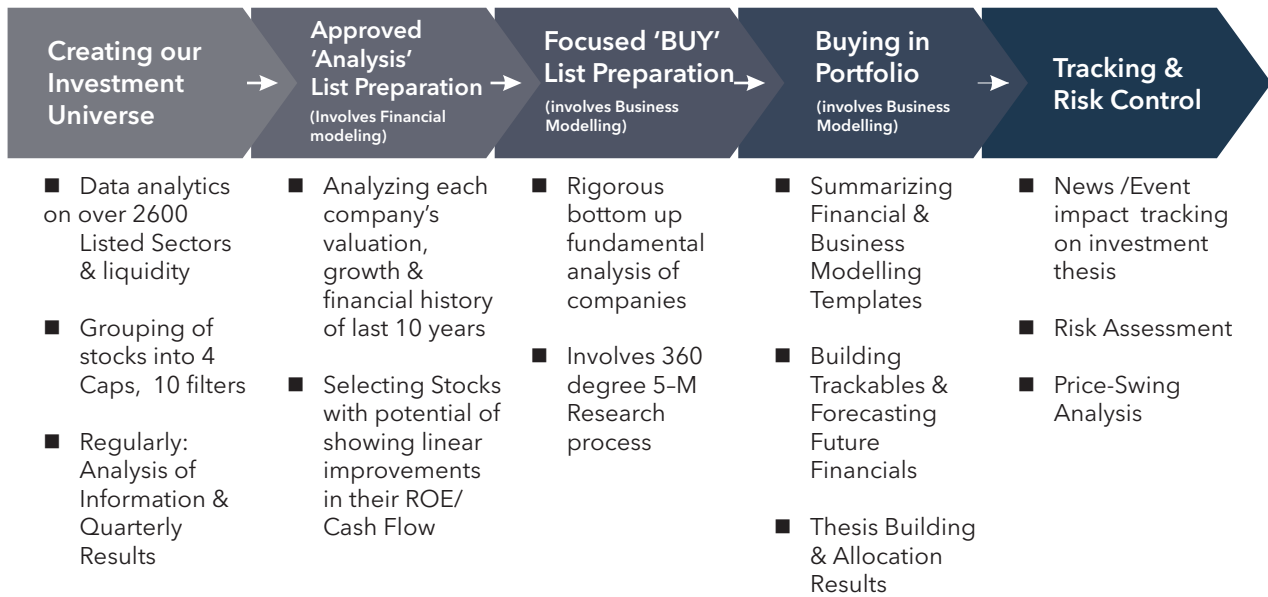 Creating our
Investment
Universe
Approved
‘Analysis’
List Preparation
(Involves Financial
modeling)
Focused ‘BUY’
List Preparation
(involves Business
Modelling)
Buying in
Portfolio
(involves Business
Modelling)
Tracking &
Risk Control
■ Data analytics
on over 2600
Listed Sectors
& liquidity
■ Grouping of
stocks into 4
Caps, 10 filters
■ Regularly:
Analysis of
Information &
Quarterly
Results
■ Analyzing each
company’s
valuation,
growth &
financial history
of last 10 years
■ Selecting Stocks
with potential of
showing linear
improvements
in their ROE/
Cash Flow
■ Rigorous
bottom up
fundamental
analysis of
companies
■ Involves 360
degree 5–M
Research
process
■ Summarizing
Financial &
Business
Modelling
Templates
■ Building
Trackables &
Forecasting
Future
Financials
■ Thesis Building
& Allocation
Results
■ News /Event
impact tracking
on investment
thesis
■ Risk Assessment
■ Price-Swing
Analysis